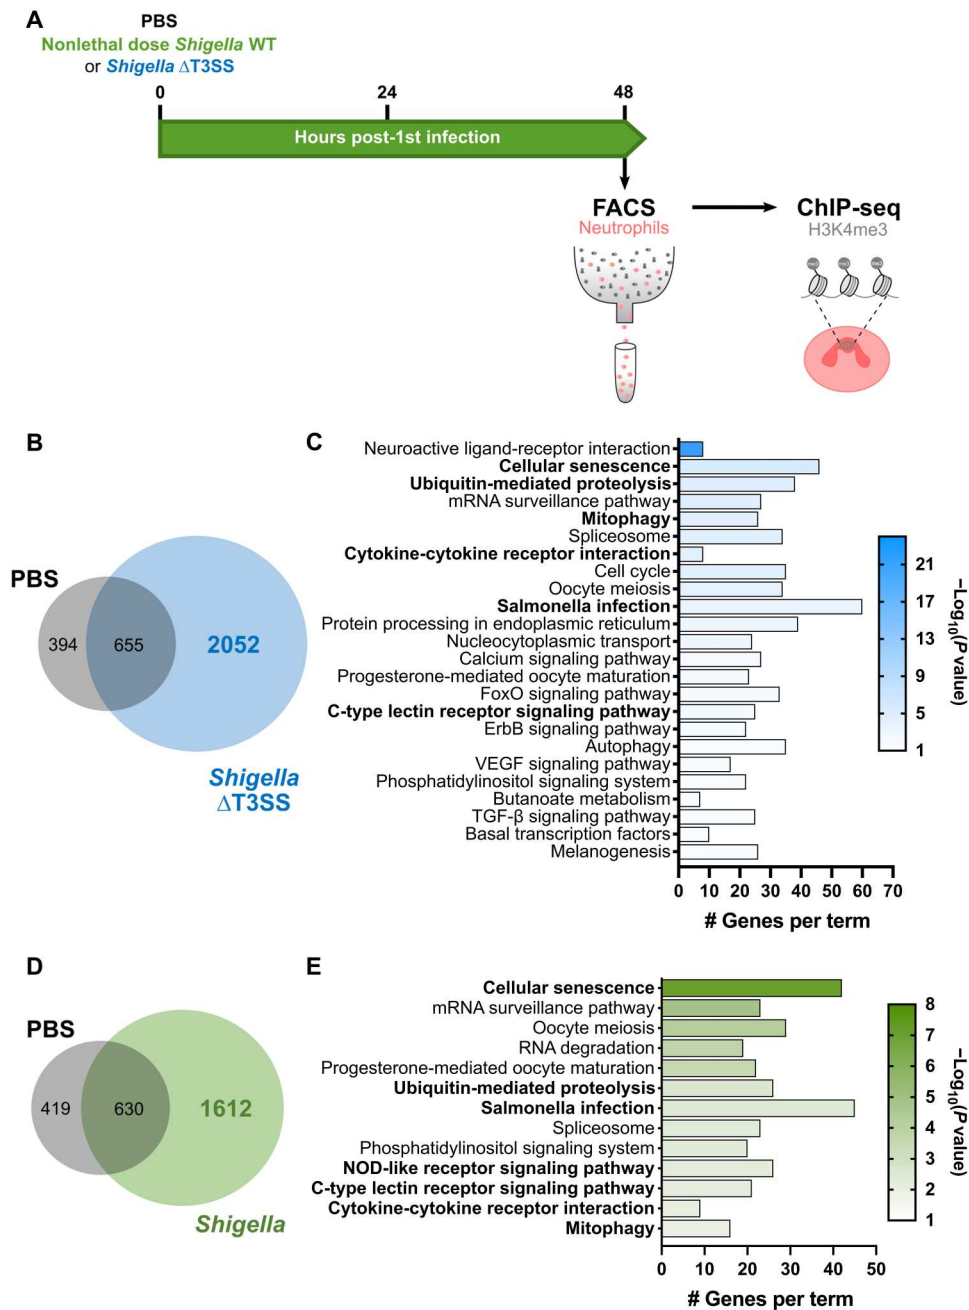 A
PBS
Nonlethal dose Shigella WT
or Shigella ΔT3SS
0 24 48
Hours post-1st infection
FACS
Neutrophils
ChIP-seq
H3K4me3
me3 me3 me3
B
PBS
394 655 2052
Shigella
ΔT3SS
C
Neuroactive ligand-receptor interaction
Cellular senescence
Ubiquitin-mediated proteolysis
mRNA surveillance pathway
Mitophagy
Spliceosome
Cytokine-cytokine receptor interaction
Cell cycle
Oocyte meiosis
Salmonella infection
Protein processing in endoplasmic reticulum
Nucleocytoplasmic transport
Calcium signaling pathway
Progesterone-mediated oocyte maturation
FoxO signaling pathway
C-type lectin receptor signaling pathway
ErbB signaling pathway
Autophagy
VEGF signaling pathway
Phosphatidylinositol signaling system
Butanoate metabolism
TGF-β signaling pathway
Basal transcription factors
Melanogenesis
0 10 20 30 40 50 60 70
# Genes per term
21
17
13
9
5
1
−Log10(P value)
D
PBS
419 630 1612
Shigella
E
Cellular senescence
mRNA surveillance pathway
Oocyte meiosis
RNA degradation
Progesterone-mediated oocyte maturation
Ubiquitin-mediated proteolysis
Salmonella infection
Spliceosome
Phosphatidylinositol signaling system
NOD-like receptor signaling pathway
C-type lectin receptor signaling pathway
Cytokine-cytokine receptor interaction
Mitophagy
0 10 20 30 40 50
# Genes per term
8
7
6
5
4
3
2
1
−Log10(P value)